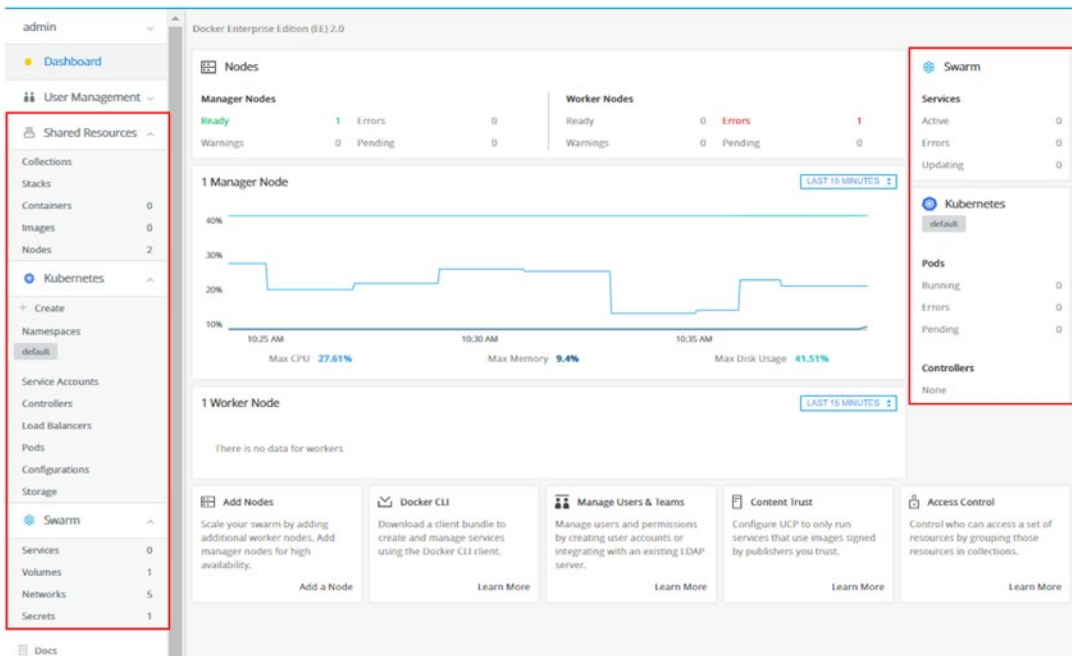 admin
Dashboard
User Management
Shared Resources
Collections
Stacks
Containers 0
Images 0
Nodes 2
Kubernetes
+ Create
Namespaces
default
Service Accounts
Controllers
Load Balancers
Pods
Configurations
Storage
Swarm
Services 0
Volumes 1
Networks 5
Secrets 1
Docs
Docker Enterprise Edition (EE) 2.0
Nodes
Manager Nodes
Ready 1 Errors 0
Warnings 0 Pending 0
Worker Nodes
Ready 0 Errors 1
Warnings 0 Pending 0
1 Manager Node
LAST 15 MINUTES
40%
30%
20%
10%
10:25 AM 10:30 AM 10:35 AM
Max CPU 27.61% Max Memory 9.4% Max Disk Usage 41.51%
1 Worker Node
LAST 15 MINUTES
There is no data for workers
Add Nodes
Scale your swarm by adding
additional worker nodes. Add
manager nodes for high
availability.
Add a Node
Docker CLI
Download a client bundle to
create and manage services
using the Docker CLI client.
Learn More
Manage Users & Teams
Manage users and permissions
by creating user accounts or
integrating with an existing LDAP
server.
Learn More
Content Trust
Configure UCP to only run
services that use images signed
by publishers you trust.
Learn More
Access Control
Control who can access a set of
resources by grouping those
resources in collections.
Learn More
Swarm
Services
Active 0
Errors 0
Updating 0
Kubernetes
default
Pods
Running 0
Errors 0
Pending 0
Controllers
None